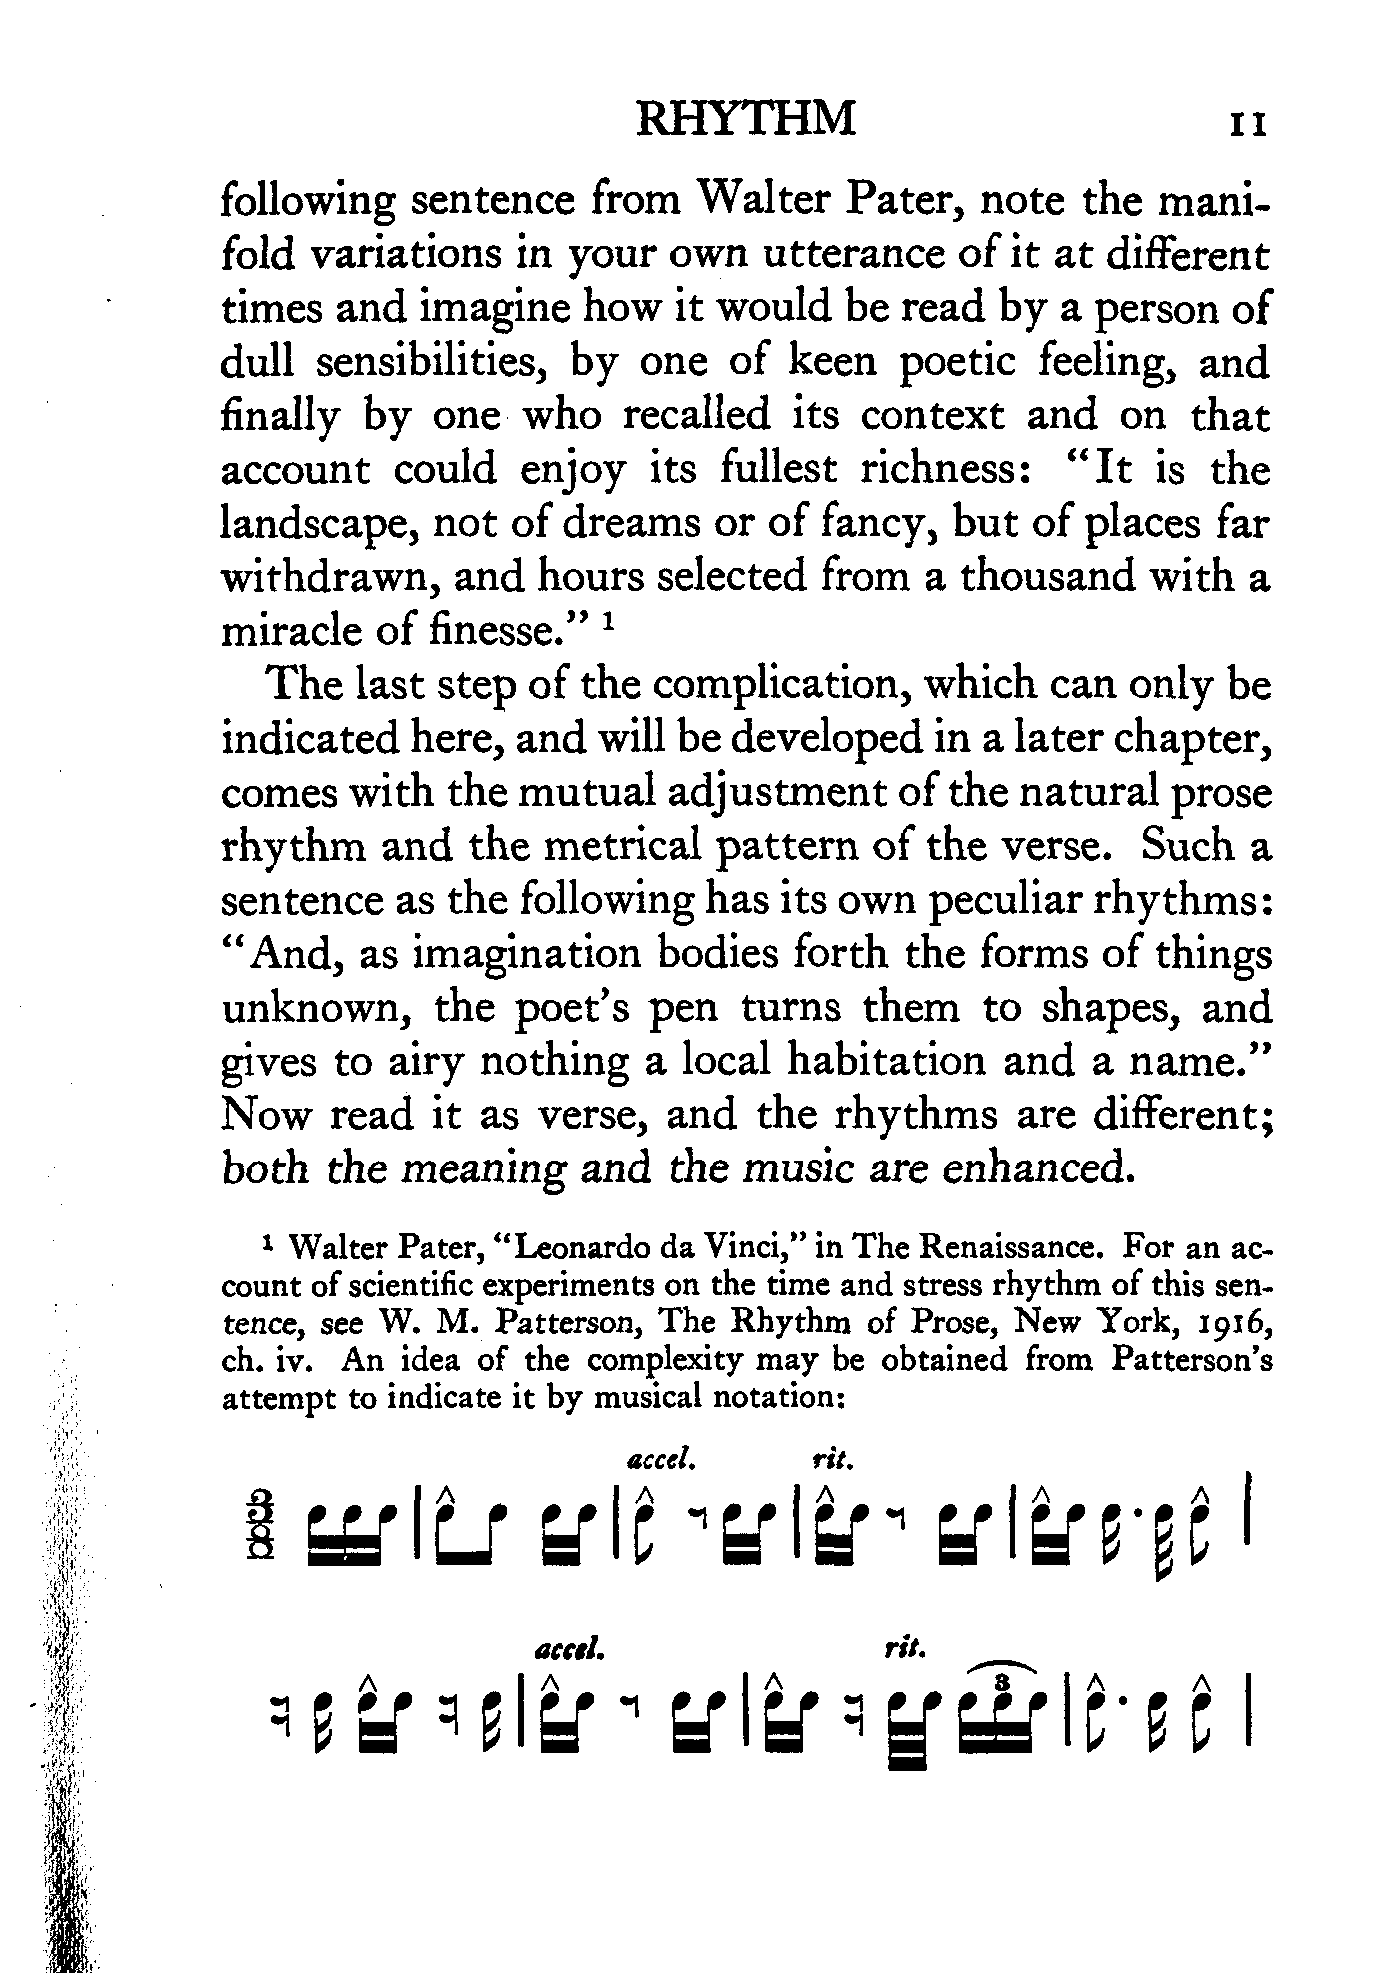 RHYTHM 11
following sentence from Walter Pater, note the mani-
fold variations in your own utterance of it at different
times and imagine how it would be read by a person of
dull sensibilities, by one of keen poetic feeling, and
finally by one who recalled its context and on that
account could enjoy its fullest richness: “It is the
landscape, not of dreams or of fancy, but of places far
withdrawn, and hours selected from a thousand with a
miracle of finesse.” ¹
The last step of the complication, which can only be
indicated here, and will be developed in a later chapter,
comes with the mutual adjustment of the natural prose
rhythm and the metrical pattern of the verse. Such a
sentence as the following has its own peculiar rhythms:
“And, as imagination bodies forth the forms of things
unknown, the poet’s pen turns them to shapes, and
gives to airy nothing a local habitation and a name.”
Now read it as verse, and the rhythms are different;
both the meaning and the music are enhanced.
¹ Walter Pater, “Leonardo da Vinci,” in The Renaissance. For an ac-
count of scientific experiments on the time and stress rhythm of this sen-
tence, see W. M. Patterson, The Rhythm of Prose, New York, 1916,
ch. iv. An idea of the complexity may be obtained from Patterson’s
attempt to indicate it by musical notation:
accel. rit.
accel. rit.
3